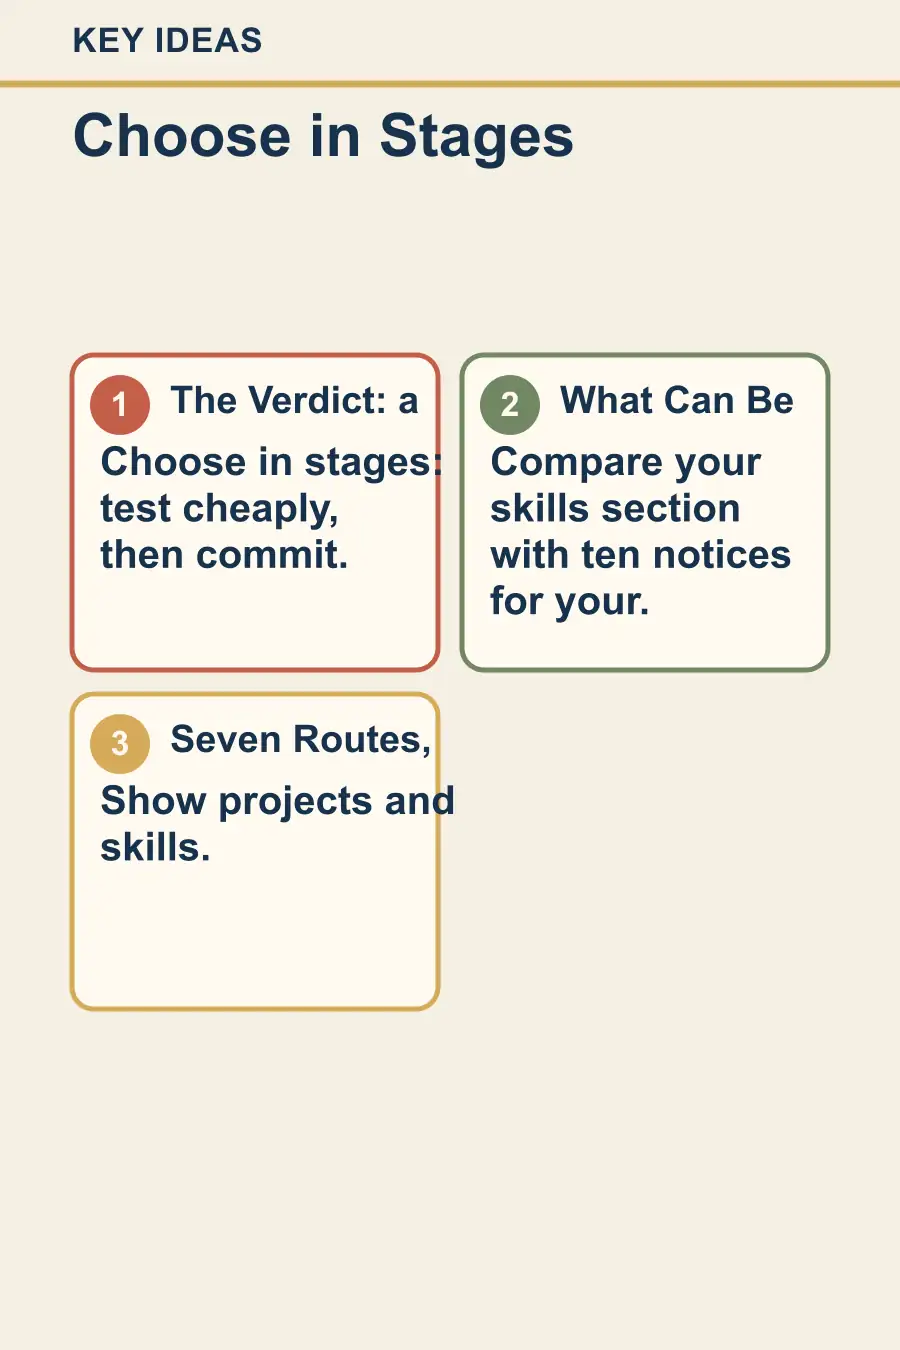 KEY IDEAS
Choose in Stages
1 The Verdict: a
Choose in stages:
test cheaply,
then commit.
2 What Can Be
Compare your
skills section
with ten notices
for your.
3 Seven Routes,
Show projects and
skills.